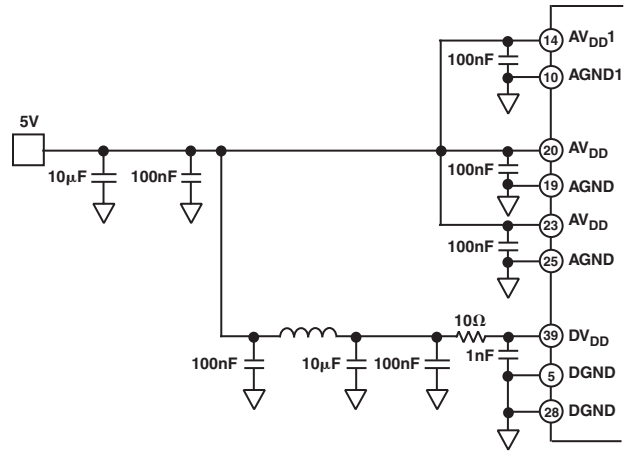 14 AVDD1
100nF
10 AGND1
5V
20 AVDD
10µF 100nF 100nF
19 AGND
23 AVDD
100nF
25 AGND
10Ω
39 DVDD
100nF 10µF 100nF 1nF
5 DGND
28 DGND